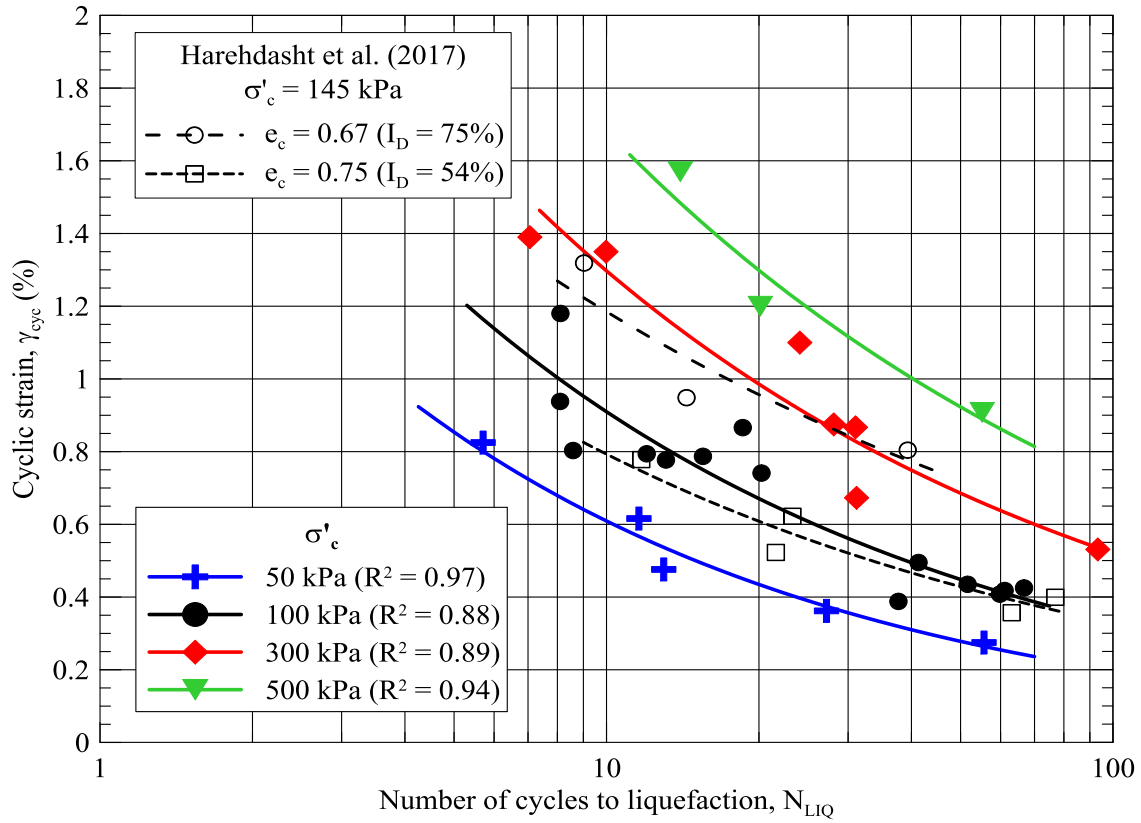 2
1.8
1.6
1.4
1.2
1
0.8
0.6
0.4
0.2
0
Cyclic strain, γcyc (%)
Harehdasht et al. (2017)
σ'c = 145 kPa
ec = 0.67 (ID = 75%)
ec = 0.75 (ID = 54%)
σ'c
50 kPa (R² = 0.97)
100 kPa (R² = 0.88)
300 kPa (R² = 0.89)
500 kPa (R² = 0.94)
1 10 100
Number of cycles to liquefaction, NLIQ